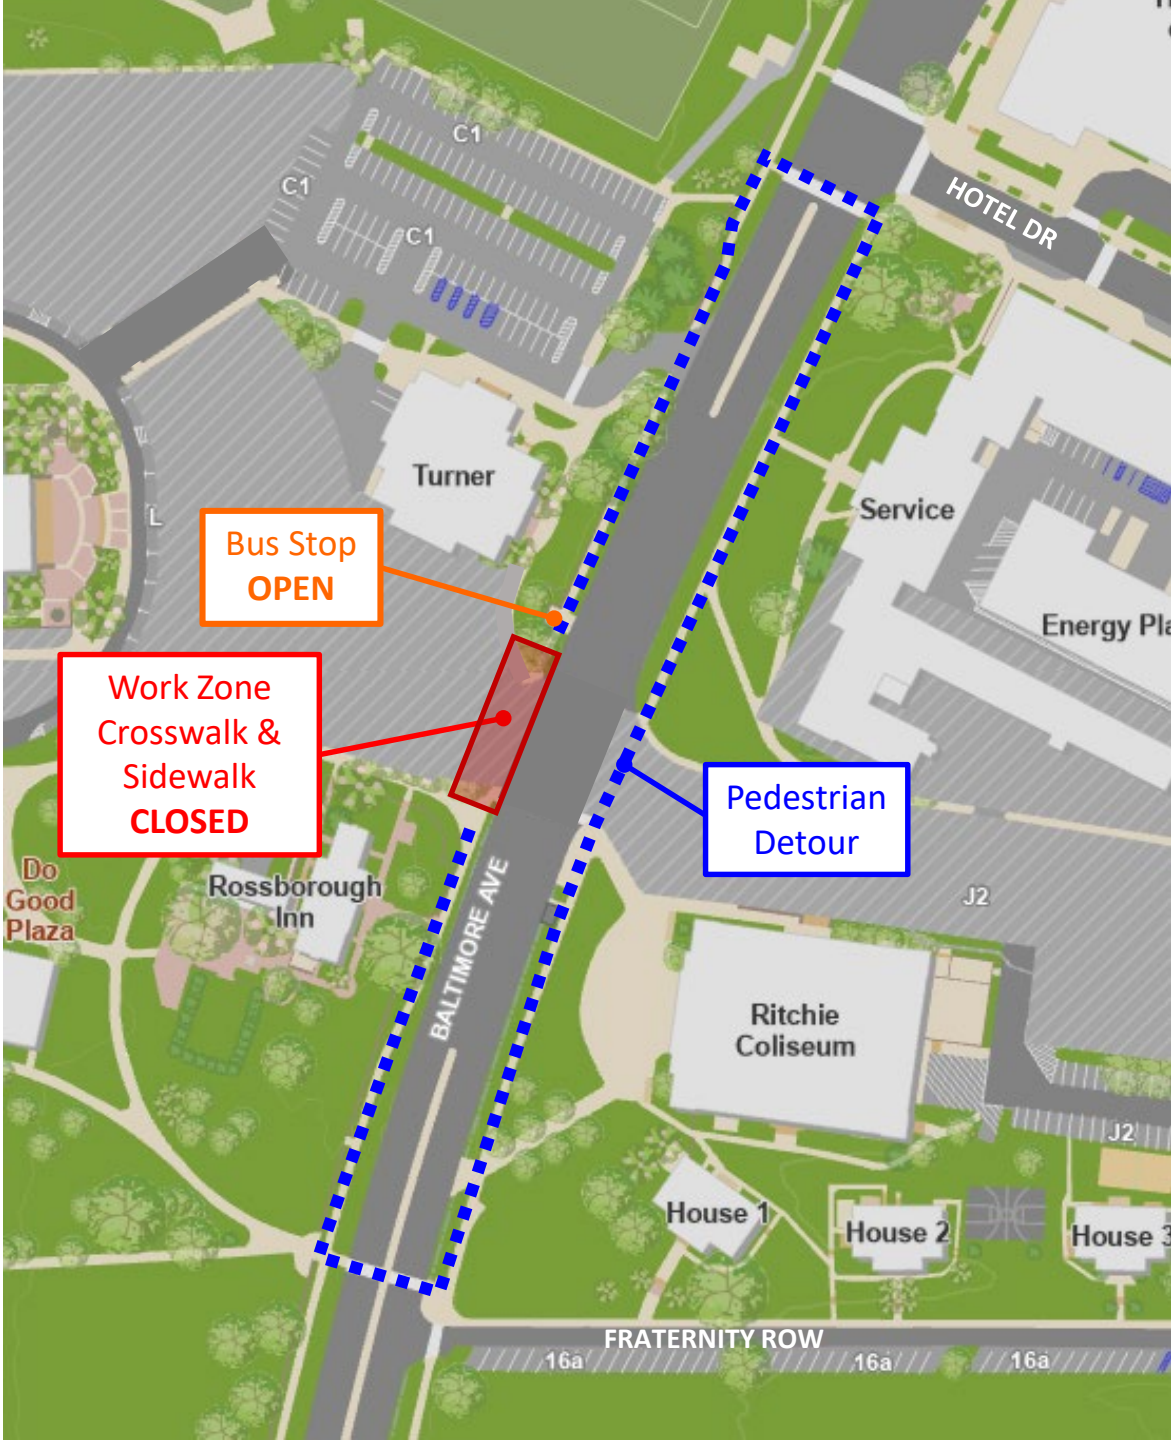 C1
C1
C1
HOTEL DR
Turner
L
Service
Bus Stop
OPEN
Work Zone
Crosswalk &
Sidewalk
CLOSED
Pedestrian
Detour
Do
Good
Plaza
Rossborough
Inn
BALTIMORE AVE
J2
Ritchie
Coliseum
J2
House 1
House 2
House 3
FRATERNITY ROW
16a
16a
16a
Energy Pla